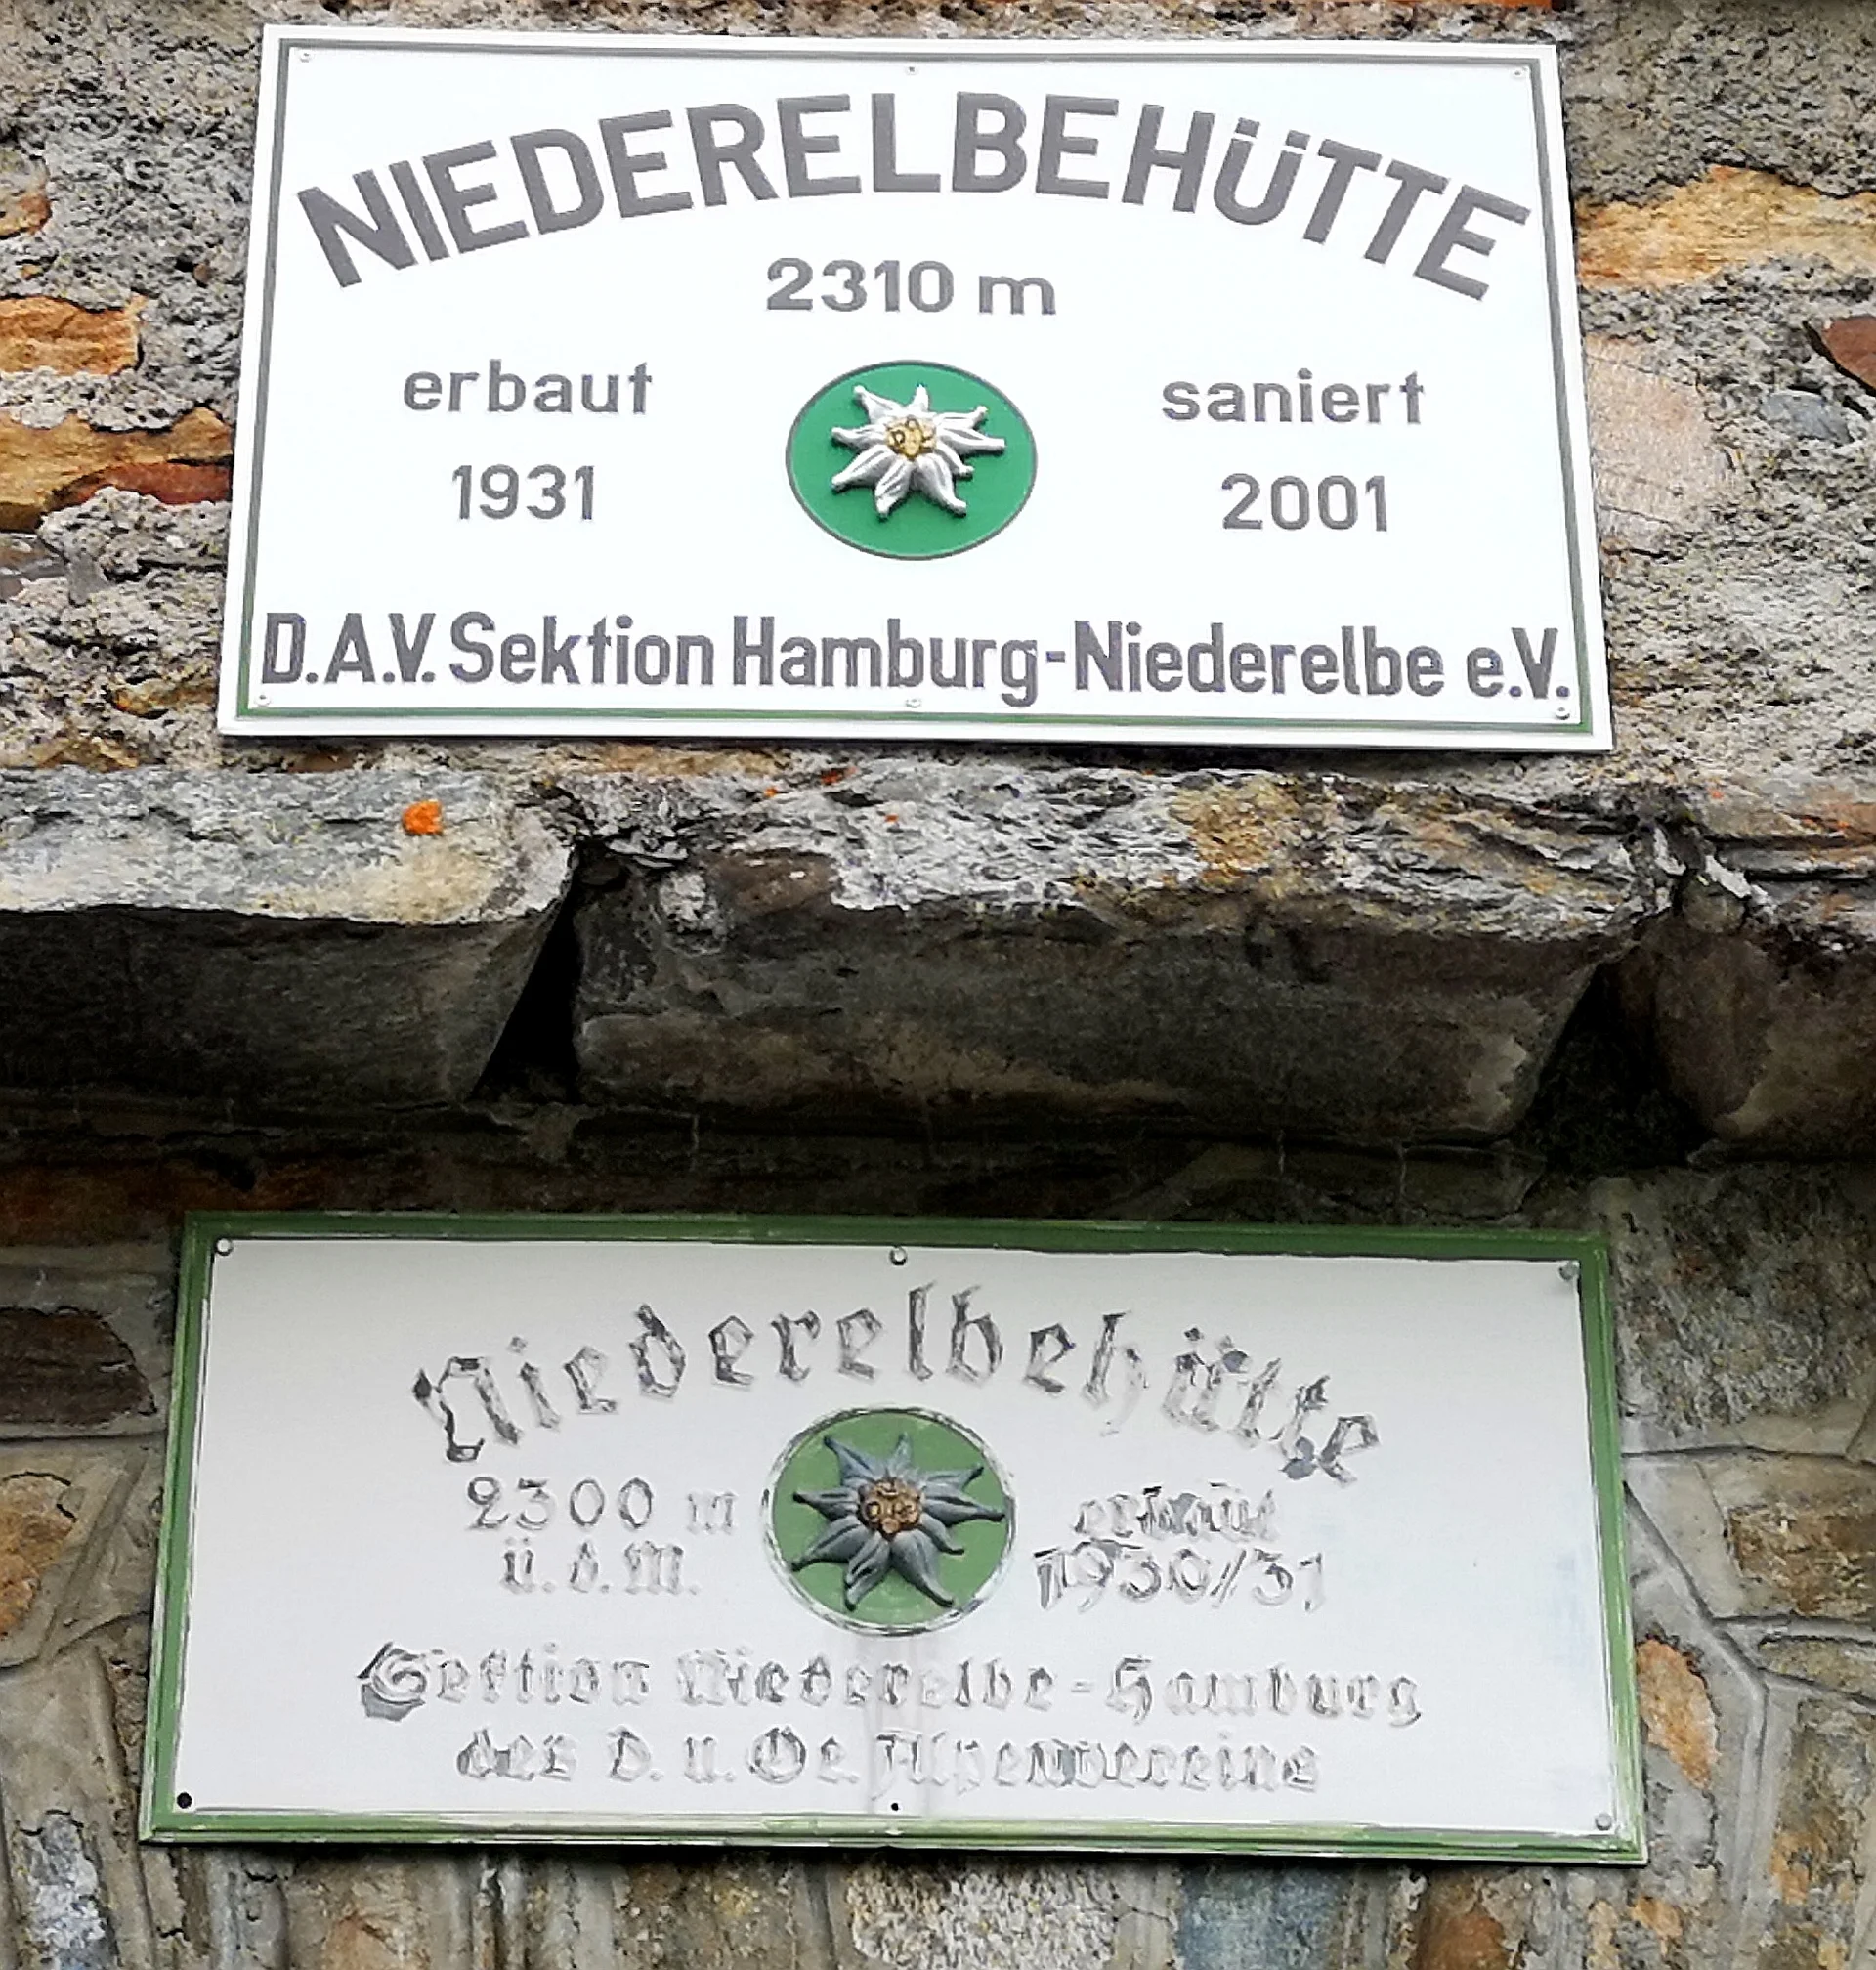 NIEDERELBEHÜTTE
2310 m
erbaut saniert
1931 2001
D.A.V. Sektion Hamburg-Niederelbe e.V.
Niederelbehütte
2300 m erbaut
ü.d.M. 1930/31
Sektion Niederelbe-Hamburg
des D. u. Oe. Alpenvereins